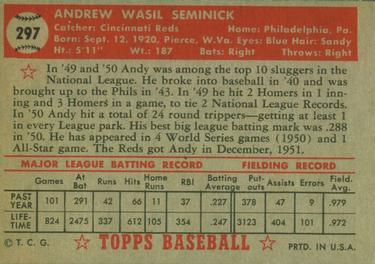 297
ANDREW WASIL SEMINICK
Catcher: Cincinnati Reds Home: Philadelphia, Pa.
Born: Sept. 12, 1920, Pierce, W.Va. Eyes: Blue Hair: Sandy
Ht.: 5'11" Wt.: 187 Bats: Right Throws: Right
In '49 and '50 Andy was among the top 10 sluggers in the
National League. He broke into baseball in '40 and was
brought up to the Phils in '43. In '49 he hit 2 Homers in 1 inning,
and 3 Homers in a game, to tie 2 National League Records.
In '50 Andy hit a total of 24 round trippers—getting at least 1
in every League park. His best big league batting mark was .288
in '50. He has appeared in 4 World Series games (1950) and 1
All-Star game. The Reds got Andy in December, 1951.
MAJOR LEAGUE BATTING RECORD FIELDING RECORD
Games At Bat Runs Hits Homers RBI Batting Average Put-outs Assists Errors Field. Avg.
PAST YEAR 101 291 42 66 11 37 .227 348 47 9 .979
LIFE-TIME 824 2475 337 612 105 354 .247 3123 404 101 .972
© T. C. G. TOPPS BASEBALL PRTD. IN U.S.A.